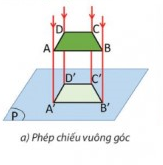 D C
A B
D' C'
A' B'
P
a) Phép chiếu vuông góc